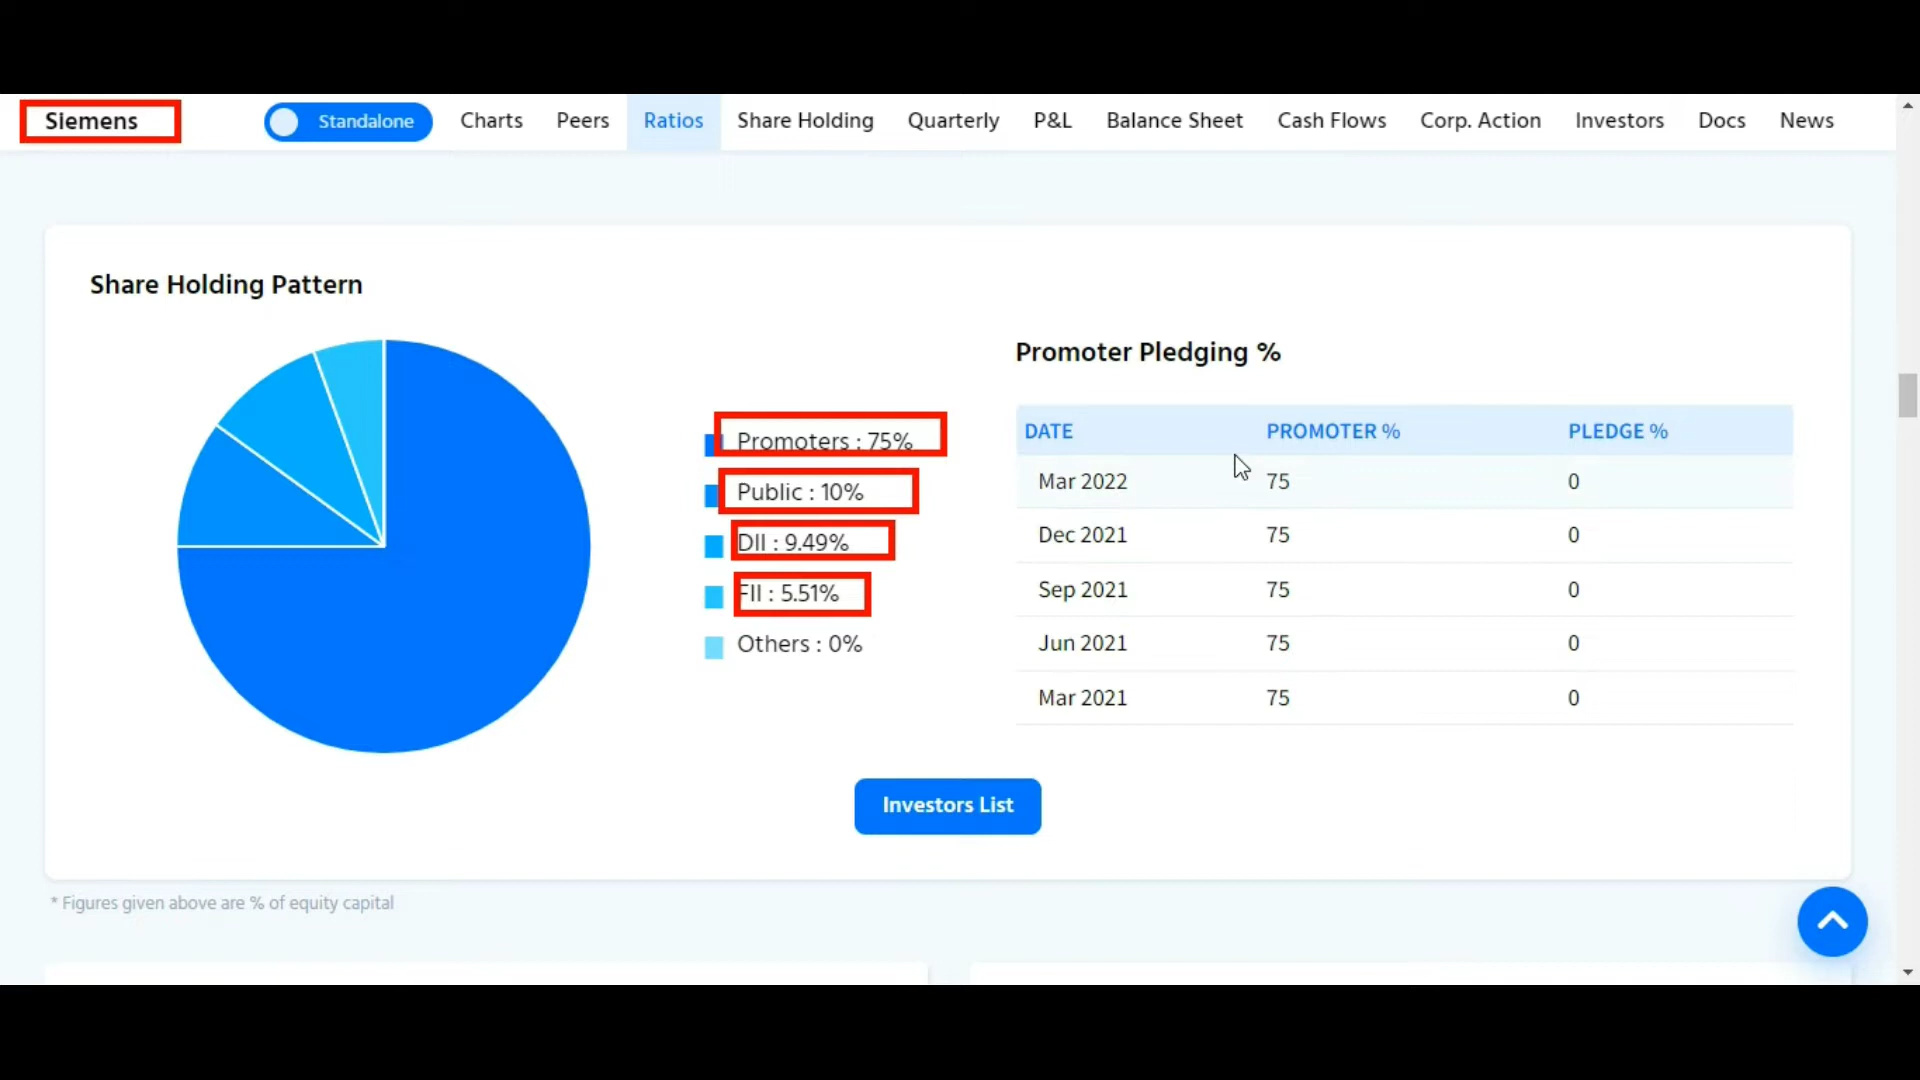 Siemens
Standalone
Charts
Peers
Ratios
Share Holding
Quarterly
P&L
Balance Sheet
Cash Flows
Corp. Action
Investors
Docs
News
Share Holding Pattern
Promoters : 75%
Public : 10%
DII : 9.49%
FII : 5.51%
Others : 0%
Promoter Pledging %
DATE PROMOTER % PLEDGE %
Mar 2022 75 0
Dec 2021 75 0
Sep 2021 75 0
Jun 2021 75 0
Mar 2021 75 0
Investors List
* Figures given above are % of equity capital